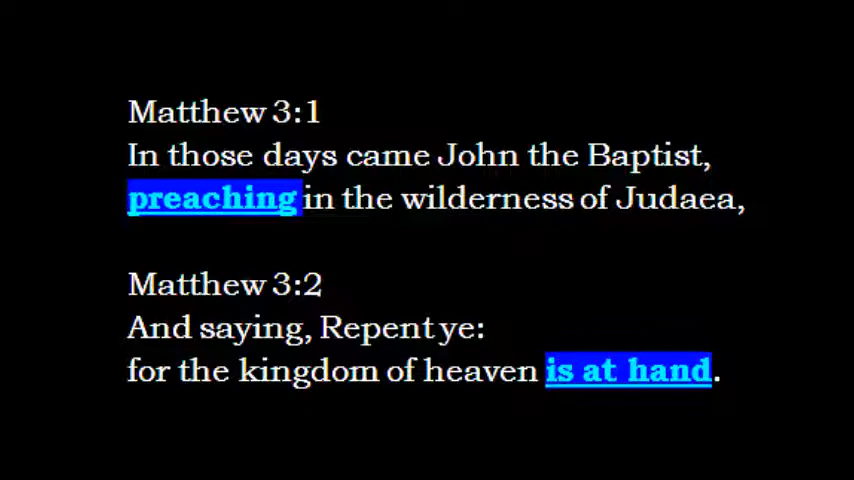 Matthew 3:1
In those days came John the Baptist,
preaching in the wilderness of Judaea,
Matthew 3:2
And saying, Repent ye:
for the kingdom of heaven is at hand.